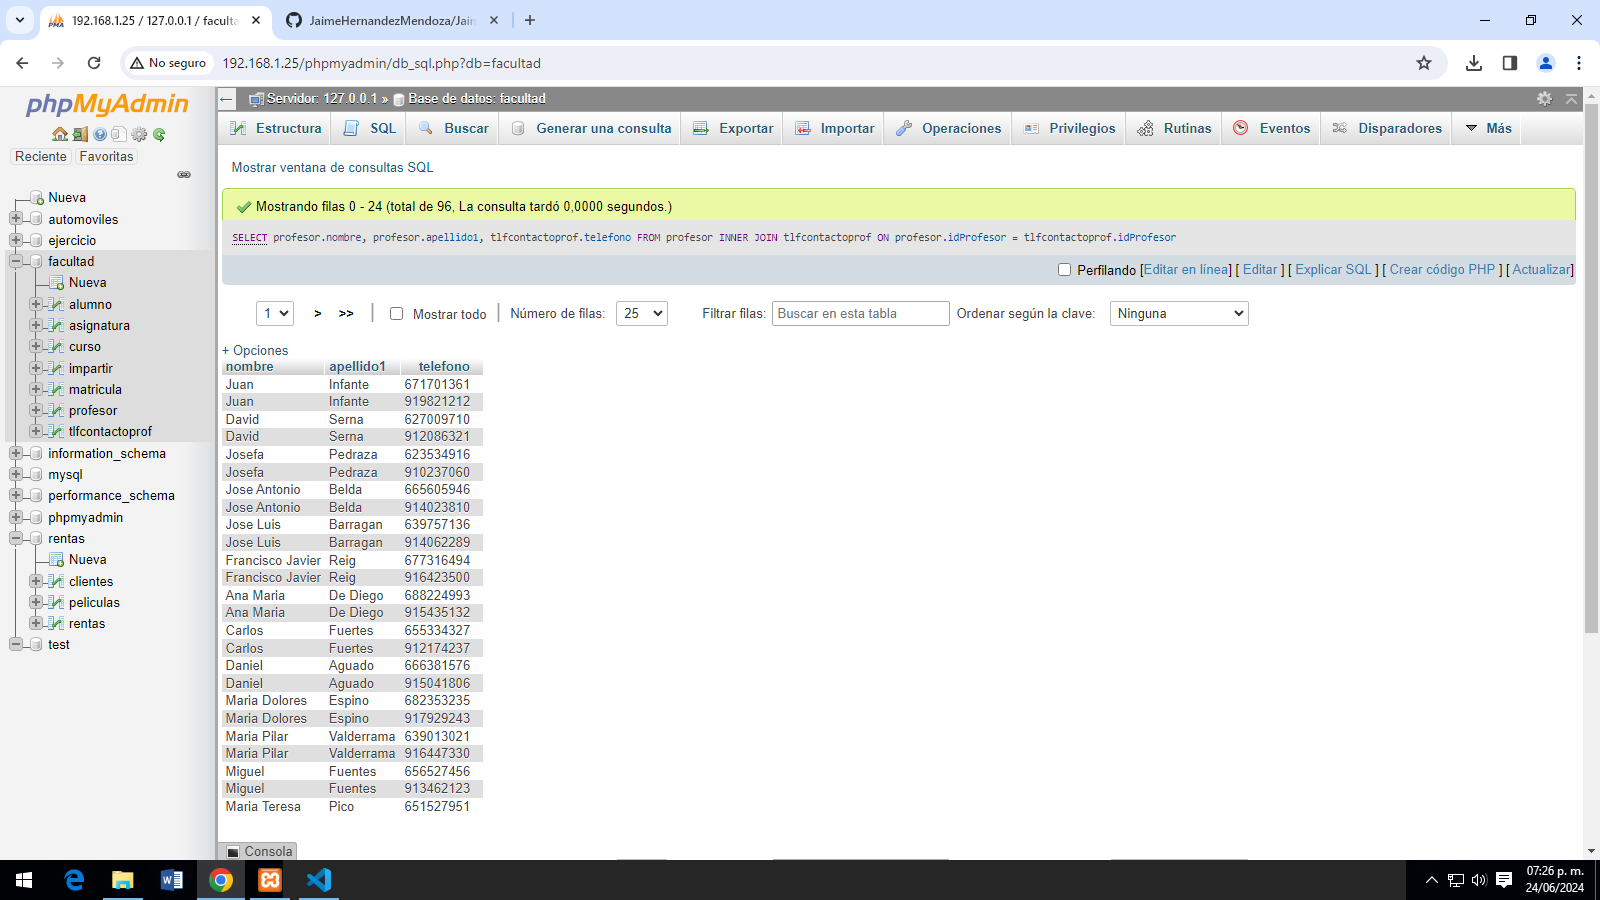 192.168.1.25 / 127.0.0.1 / faculta
JaimeHernandezMendoza/Jai
No seguro
192.168.1.25/phpmyadmin/db_sql.php?db=facultad
phpMyAdmin
Reciente
Favoritas
Nueva
automoviles
ejercicio
facultad
Nueva
alumno
asignatura
curso
impartir
matricula
profesor
tlfcontactoprof
information_schema
mysql
performance_schema
phpmyadmin
rentas
Nueva
clientes
peliculas
rentas
test
Servidor: 127.0.0.1 » Base de datos: facultad
Estructura SQL Buscar Generar una consulta Exportar Importar Operaciones Privilegios Rutinas Eventos Disparadores Más
Mostrar ventana de consultas SQL
Mostrando filas 0 - 24 (total de 96, La consulta tardó 0,0000 segundos.)
SELECT profesor.nombre, profesor.apellido1, tlfcontactoprof.telefono FROM profesor INNER JOIN tlfcontactoprof ON profesor.idProfesor = tlfcontactoprof.idProfesor
Perfilando [Editar en línea] [ Editar ] [ Explicar SQL ] [ Crear código PHP ] [ Actualizar]
1 > >> | Mostrar todo | Número de filas: 25 Filtrar filas: Buscar en esta tabla Ordenar según la clave: Ninguna
+ Opciones
nombre apellido1 telefono
Juan Infante 671701361
Juan Infante 919821212
David Serna 627009710
David Serna 912086321
Josefa Pedraza 623534916
Josefa Pedraza 910237060
Jose Antonio Belda 665605946
Jose Antonio Belda 914023810
Jose Luis Barragan 639757136
Jose Luis Barragan 914062289
Francisco Javier Reig 677316494
Francisco Javier Reig 916423500
Ana Maria De Diego 688224993
Ana Maria De Diego 915435132
Carlos Fuertes 655334327
Carlos Fuertes 912174237
Daniel Aguado 666381576
Daniel Aguado 915041806
Maria Dolores Espino 682353235
Maria Dolores Espino 917929243
Maria Pilar Valderrama 639013021
Maria Pilar Valderrama 916447330
Miguel Fuentes 656527456
Miguel Fuentes 913462123
Maria Teresa Pico 651527951
Consola
07:26 p. m.
24/06/2024